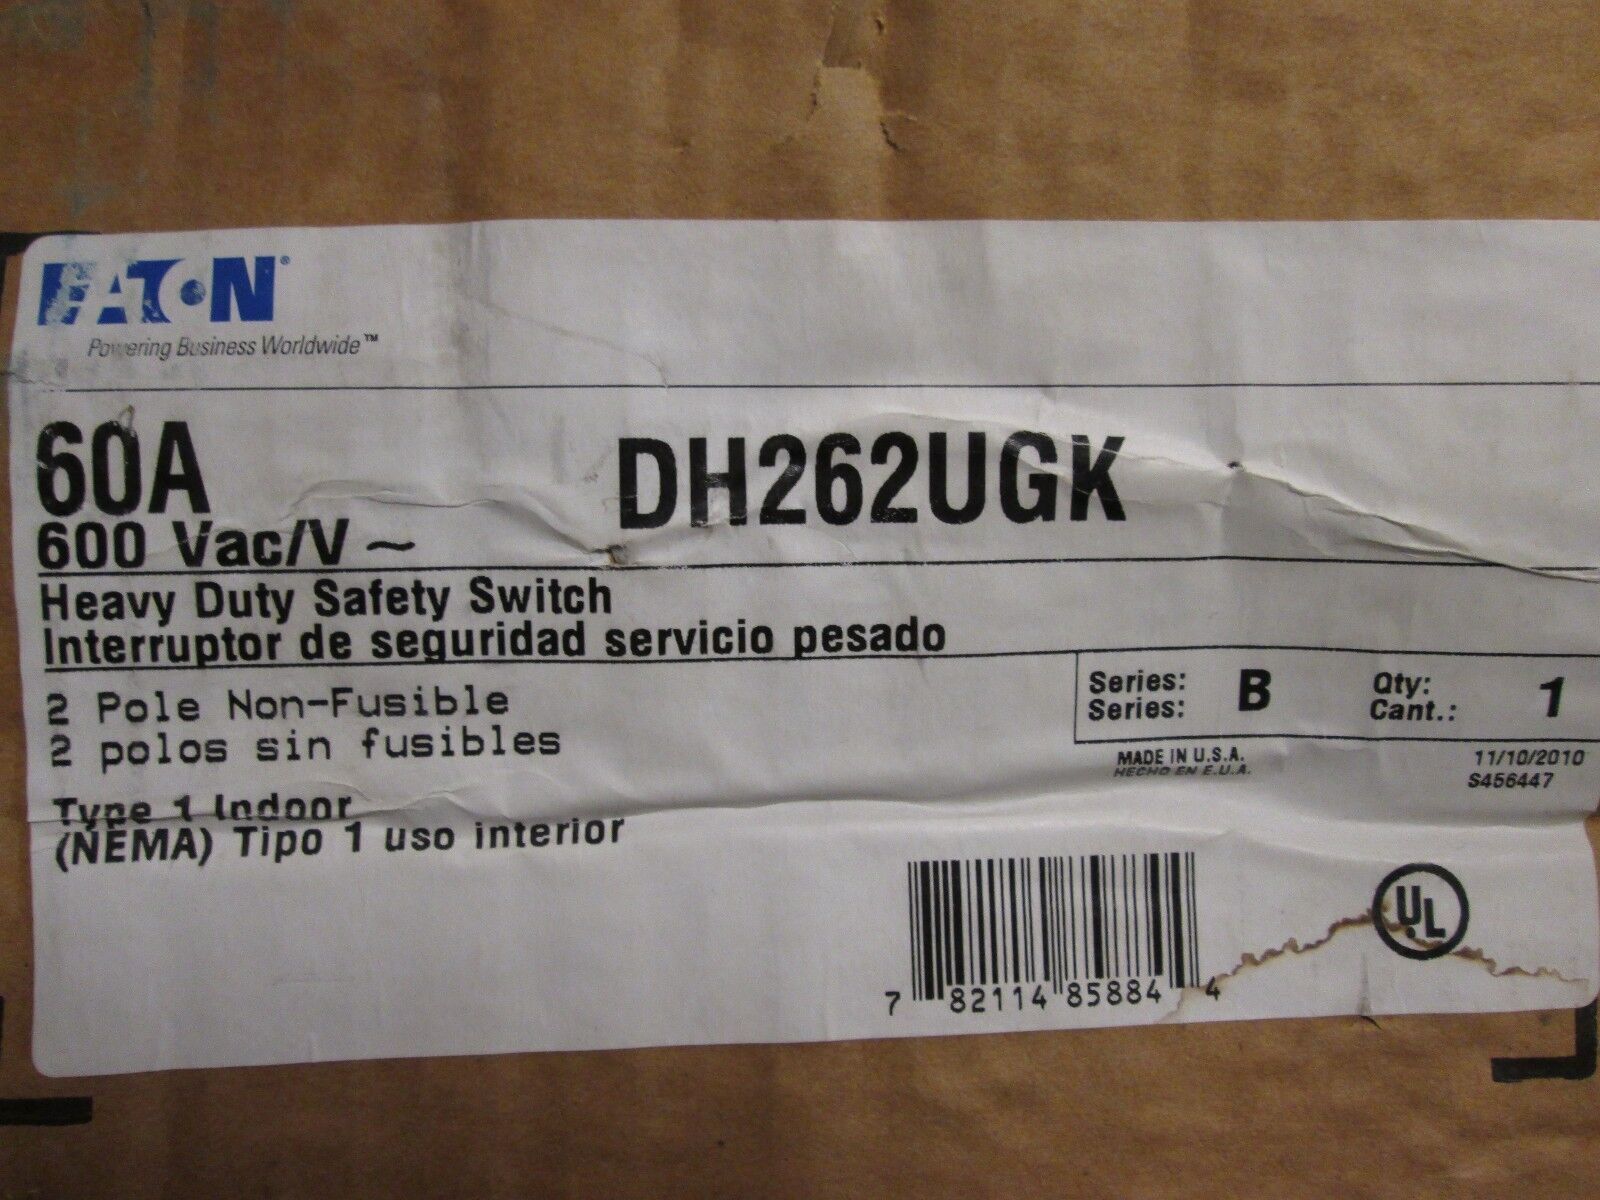 EATON®
Powering Business Worldwide™
60A
DH262UGK
600 Vac/V ~
Heavy Duty Safety Switch
Interruptor de seguridad servicio pesado
2 Pole Non-Fusible
2 polos sin fusibles
Series: B Qty: 1
Series: Cant.:
MADE IN U.S.A.
HECHO EN E.U.A.
11/10/2010
S456447
Type 1 Indoor
(NEMA) Tipo 1 uso interior
7 82114 85884 4
UL